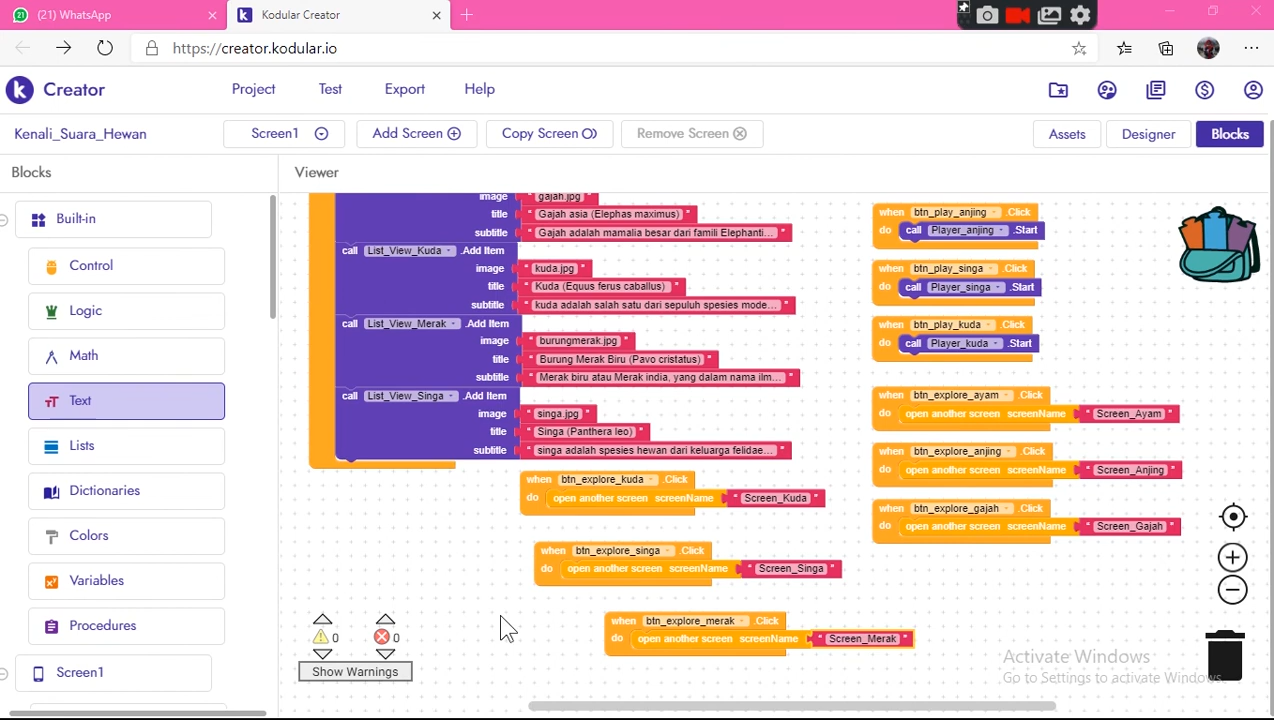 (21) WhatsApp
Kodular Creator
https://creator.kodular.io
Creator
Project
Test
Export
Help
Kenali_Suara_Hewan
Screen1
Add Screen
Copy Screen
Remove Screen
Assets
Designer
Blocks
Blocks
Viewer
Built-in
Control
Logic
Math
Text
Lists
Dictionaries
Colors
Variables
Procedures
Screen1
image " gajah.jpg "
title " Gajah asia (Elephas maximus) "
subtitle " Gajah adalah mamalia besar dari famili Elephanti... "
call List_View_Kuda .Add Item
image " kuda.jpg "
title " Kuda (Equus ferus caballus) "
subtitle " kuda adalah salah satu dari sepuluh spesies mode... "
call List_View_Merak .Add Item
image " burungmerak.jpg "
title " Burung Merak Biru (Pavo cristatus) "
subtitle " Merak biru atau Merak india, yang dalam nama ilm... "
call List_View_Singa .Add Item
image " singa.jpg "
title " Singa (Panthera leo) "
subtitle " singa adalah spesies hewan dari keluarga felidae... "
when btn_explore_kuda .Click
do open another screen screenName " Screen_Kuda "
when btn_explore_singa .Click
do open another screen screenName " Screen_Singa "
when btn_explore_merak .Click
do open another screen screenName " Screen_Merak "
when btn_play_anjing .Click
do call Player_anjing .Start
when btn_play_singa .Click
do call Player_singa .Start
when btn_play_kuda .Click
do call Player_kuda .Start
when btn_explore_ayam .Click
do open another screen screenName " Screen_Ayam "
when btn_explore_anjing .Click
do open another screen screenName " Screen_Anjing "
when btn_explore_gajah .Click
do open another screen screenName " Screen_Gajah "
0 0
Show Warnings
Activate Windows
Go to Settings to activate Windows.